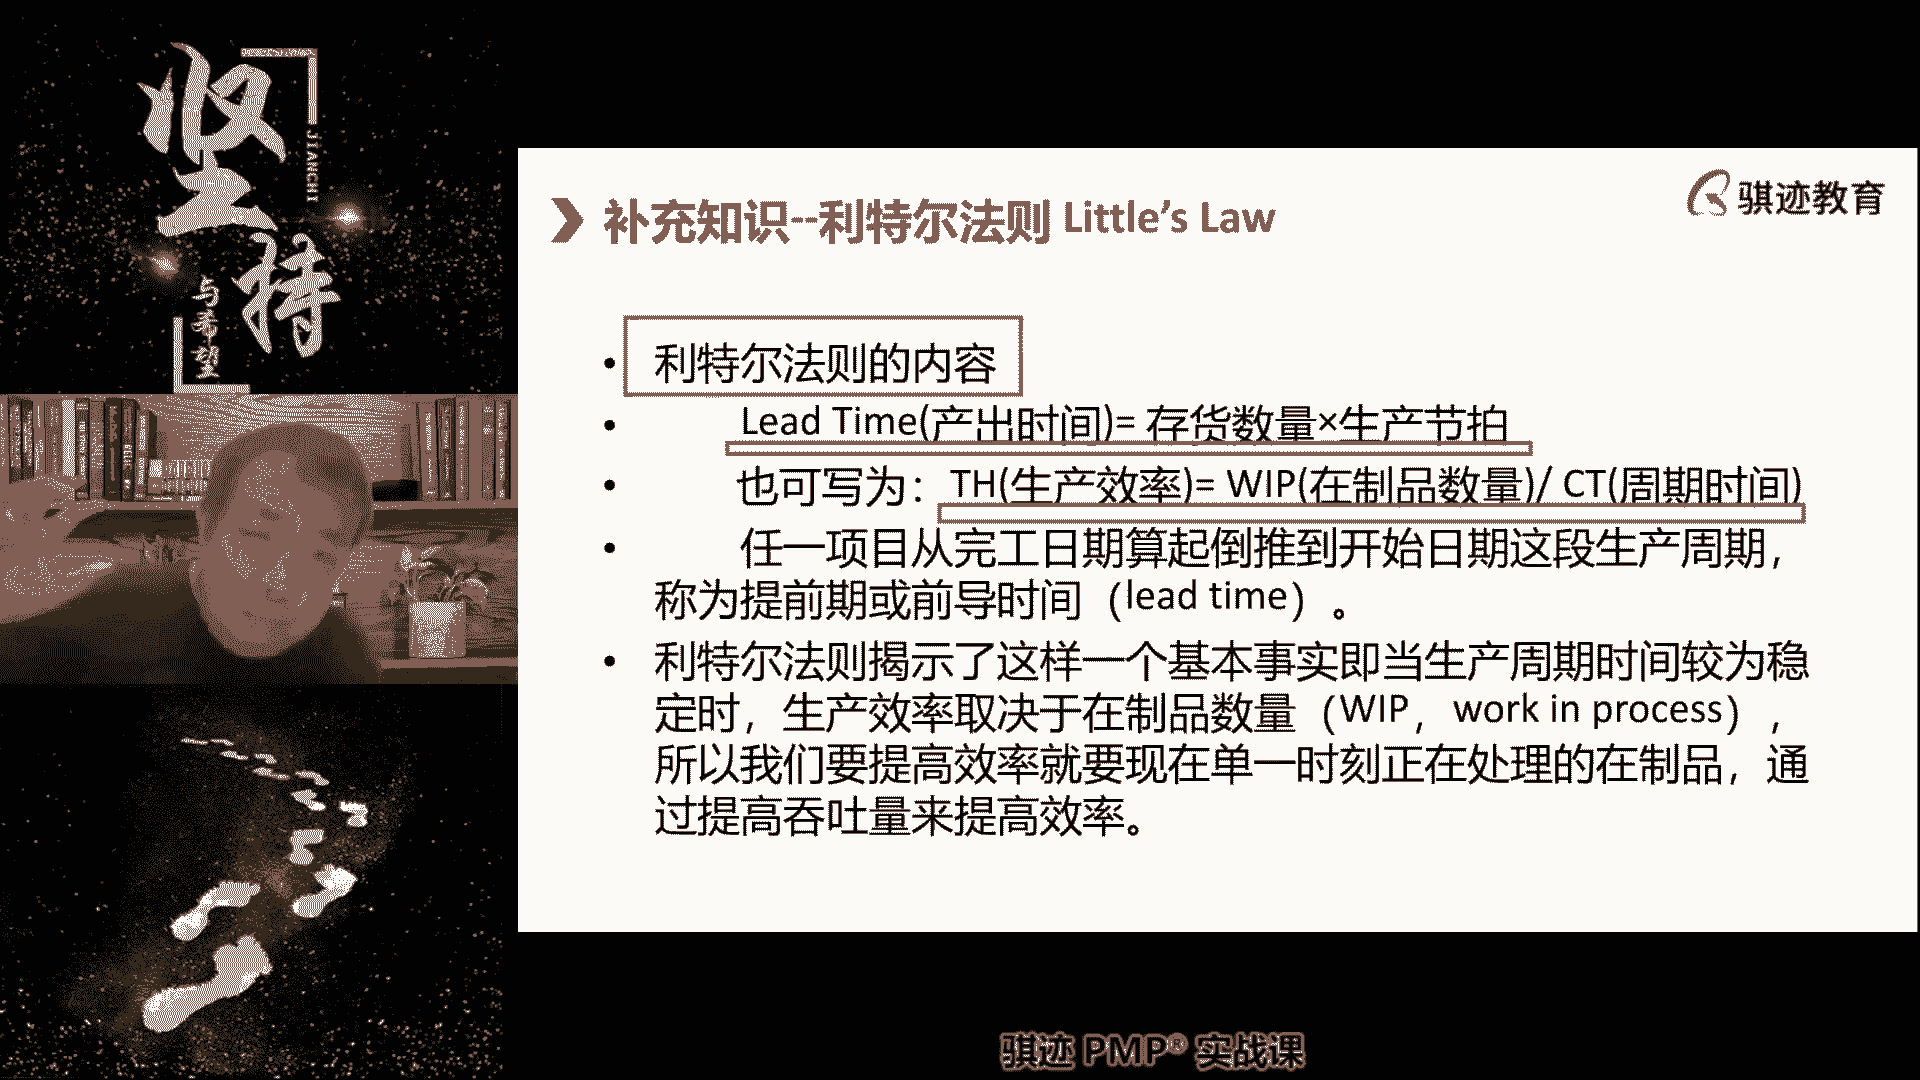 坚持
JIANCHI
与希望
骐迹教育
补充知识--利特尔法则 Little’s Law
• 利特尔法则的内容
• Lead Time(产出时间)= 存货数量×生产节拍
• 也可写为：TH(生产效率)= WIP(在制品数量)/ CT(周期时间)
• 任一项目从完工日期算起倒推到开始日期这段生产周期，
称为提前期或前导时间（lead time）。
• 利特尔法则揭示了这样一个基本事实即当生产周期时间较为稳
定时，生产效率取决于在制品数量（WIP，work in process），
所以我们要提高效率就要现在单一时刻正在处理的在制品，通
过提高吞吐量来提高效率。
骐迹 PMP® 实战课